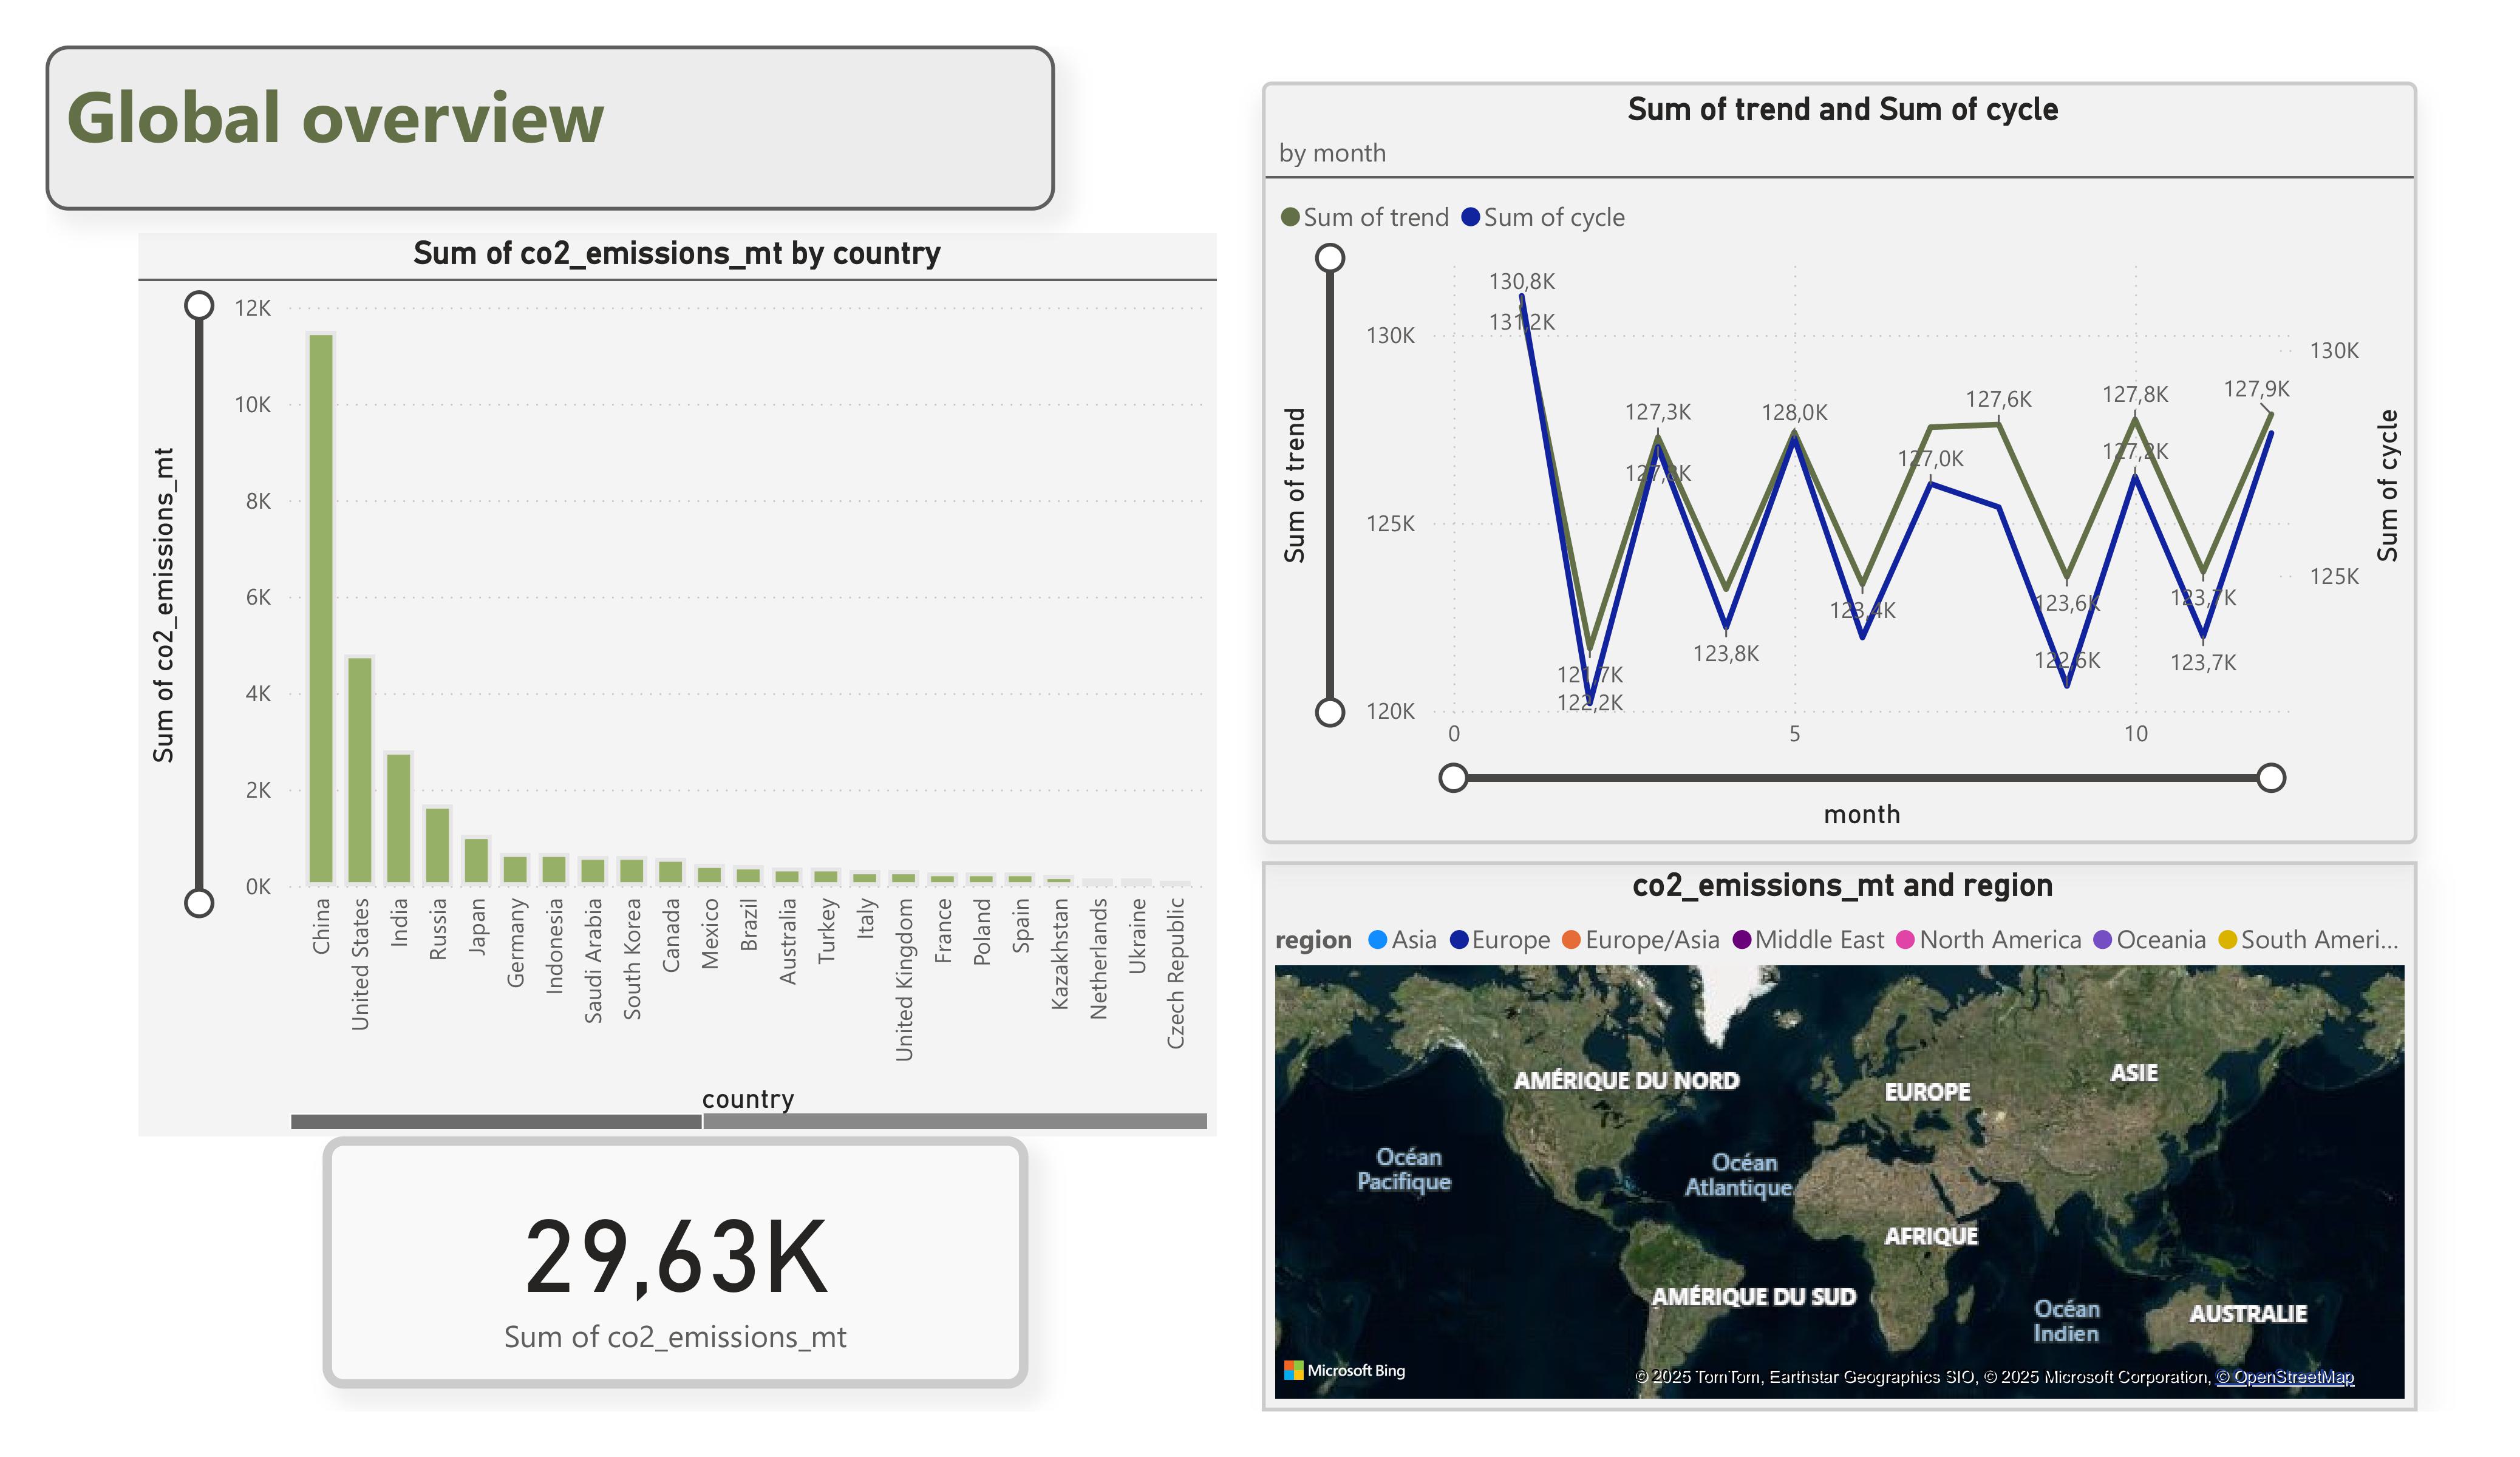 Global overview
Sum of co2_emissions_mt by country
Sum of co2_emissions_mt
12K
10K
8K
6K
4K
2K
0K
China
United States
India
Russia
Japan
Germany
Indonesia
Saudi Arabia
South Korea
Canada
Mexico
Brazil
Australia
Turkey
Italy
United Kingdom
France
Poland
Spain
Kazakhstan
Netherlands
Ukraine
Czech Republic
country
29,63K
Sum of co2_emissions_mt
Sum of trend and Sum of cycle
by month
Sum of trend
Sum of cycle
Sum of trend
130K
125K
120K
130,8K
131,2K
121,7K
122,2K
127,3K
127,8K
123,8K
128,0K
123,4K
127,0K
127,6K
123,6K
122,6K
127,8K
127,2K
123,7K
123,7K
127,9K
130K
125K
Sum of cycle
0
5
10
month
co2_emissions_mt and region
region Asia Europe Europe/Asia Middle East North America Oceania South Ameri...
AMÉRIQUE DU NORD
EUROPE
ASIE
Océan
Pacifique
Océan
Atlantique
AFRIQUE
AMÉRIQUE DU SUD
Océan
Indien
AUSTRALIE
Microsoft Bing
© 2025 TomTom, Earthstar Geographics SIO, © 2025 Microsoft Corporation, © OpenStreetMap